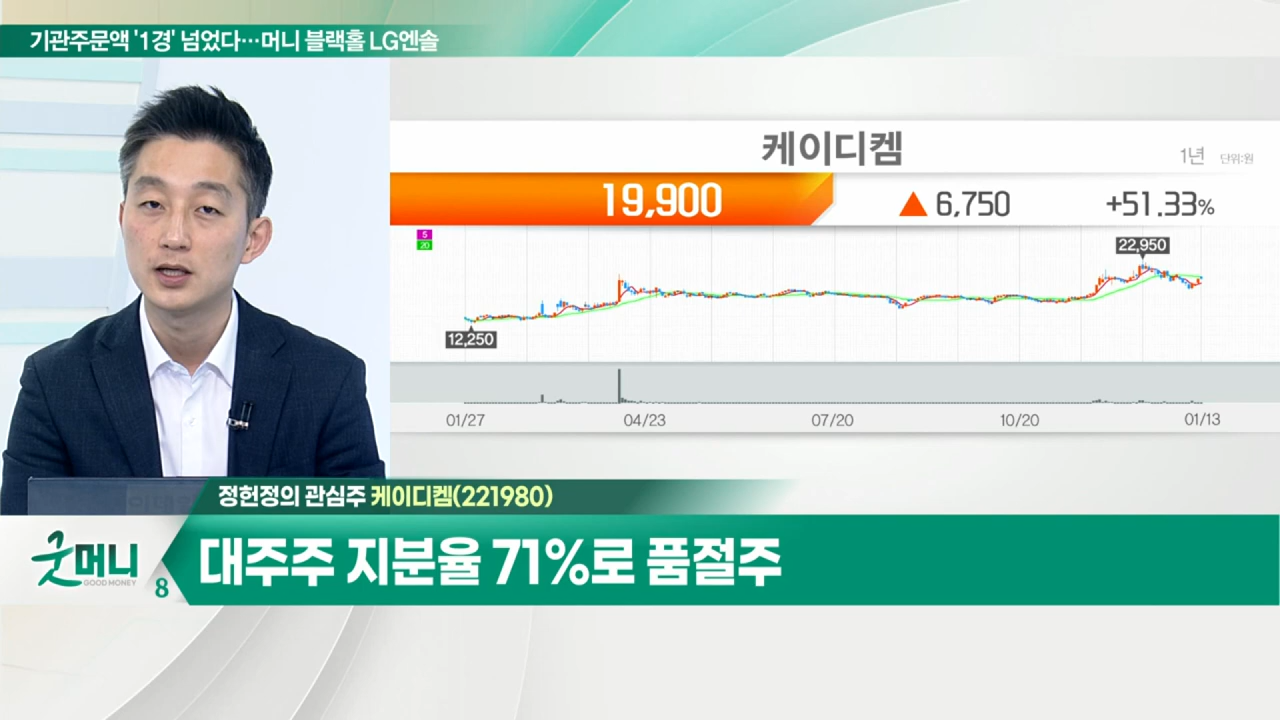 기관주문액 '1경' 넘었다…머니 블랙홀 LG엔솔
케이디켐
1년 단위:원
19,900 ▲ 6,750 +51.33%
5
20
22,950
12,250
01/27 04/23 07/20 10/20 01/13
정헌정의 관심주 케이디켐(221980)
굿머니
GOOD MONEY
8
대주주 지분율 71%로 품절주